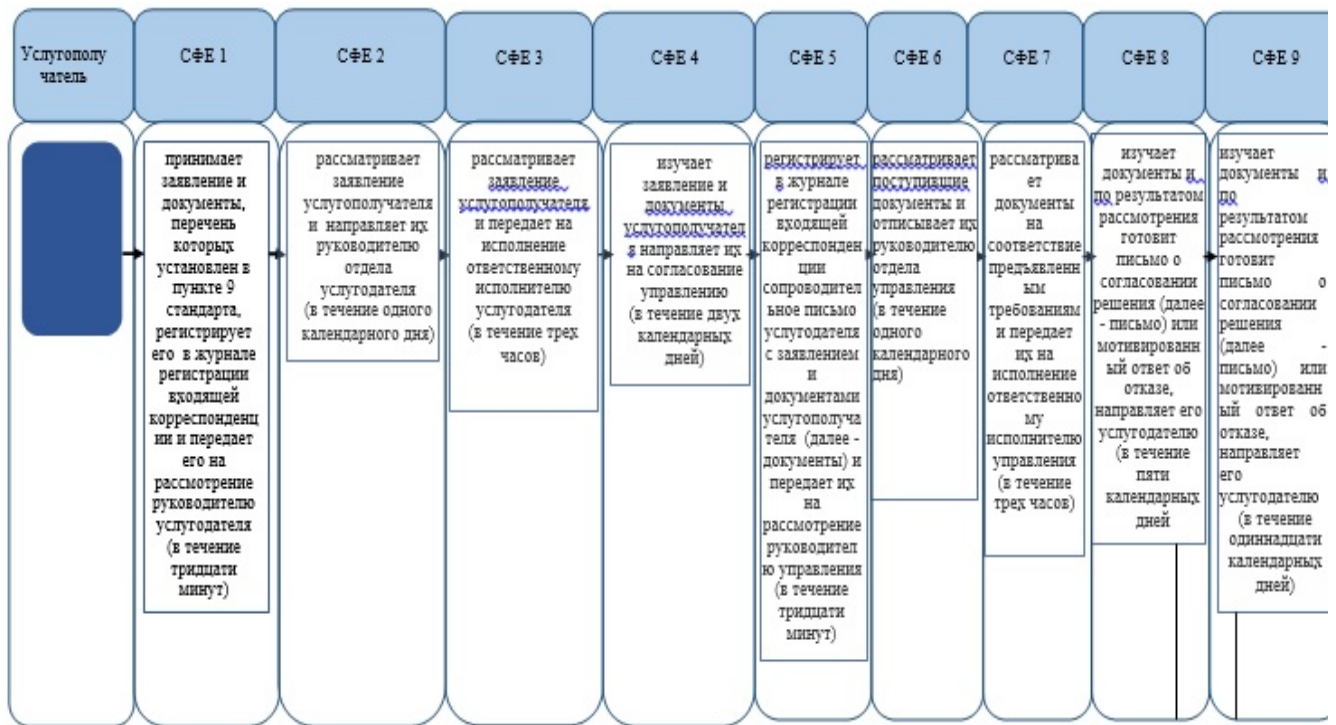 Услугополу
чатель
СФЕ 1
СФЕ 2
СФЕ 3
СФЕ 4
СФЕ 5
СФЕ 6
СФЕ 7
СФЕ 8
СФЕ 9
принимает
заявление и
документы,
перечень
которых
установлен в
пункте 9
стандарта,
регистрирует
его в журнале
регистрации
входящей
корреспонденц
ии и передает
его на
рассмотрение
руководителю
услугодателя
(в течение
тридцати
минут)
рассматривает
заявление
услугополучателя
и направляет их
руководителю
отдела
услугодателя
(в течение одного
календарного дня)
рассматривает
заявление
услугополучателя
и передает на
исполнение
ответственному
исполнителю
услугодателя
(в течение трех
часов)
изучает
заявление и
документы
услугополучател
я направляет их
на согласование
управлению
(в течение двух
календарных
дней)
регистрирует
в журнале
регистрации
входящей
корреспонден
ции
сопроводител
ьное письмо
услугодателя
с заявлением
и
документами
услугополуча
теля (далее -
документы) и
передает их
на
рассмотрение
руководител
ю управления
(в течение
тридцати
минут)
рассматривает
поступившие
документы и
отписывает их
руководителю
отдела
управления
(в течение
одного
календарного
дня)
рассматрива
ет
документы
на
соответствие
предъявленн
ым
требованиям
и передает
их на
исполнение
ответственно
му
исполнителю
управления
(в течение
трех часов)
изучает
документы и
по результатом
рассмотрения
готовит
письмо о
согласовании
решения (далее
- письмо) или
мотивированн
ый ответ об
отказе,
направляет его
услугодателю
(в течение
пяти
календарных
дней
изучает
документы и
по
результатом
рассмотрения
готовит
письмо о
согласовании
решения
(далее -
письмо) или
мотивированн
ый ответ об
отказе,
направляет
его
услугодателю
(в течение
одиннадцати
календарных
дней)